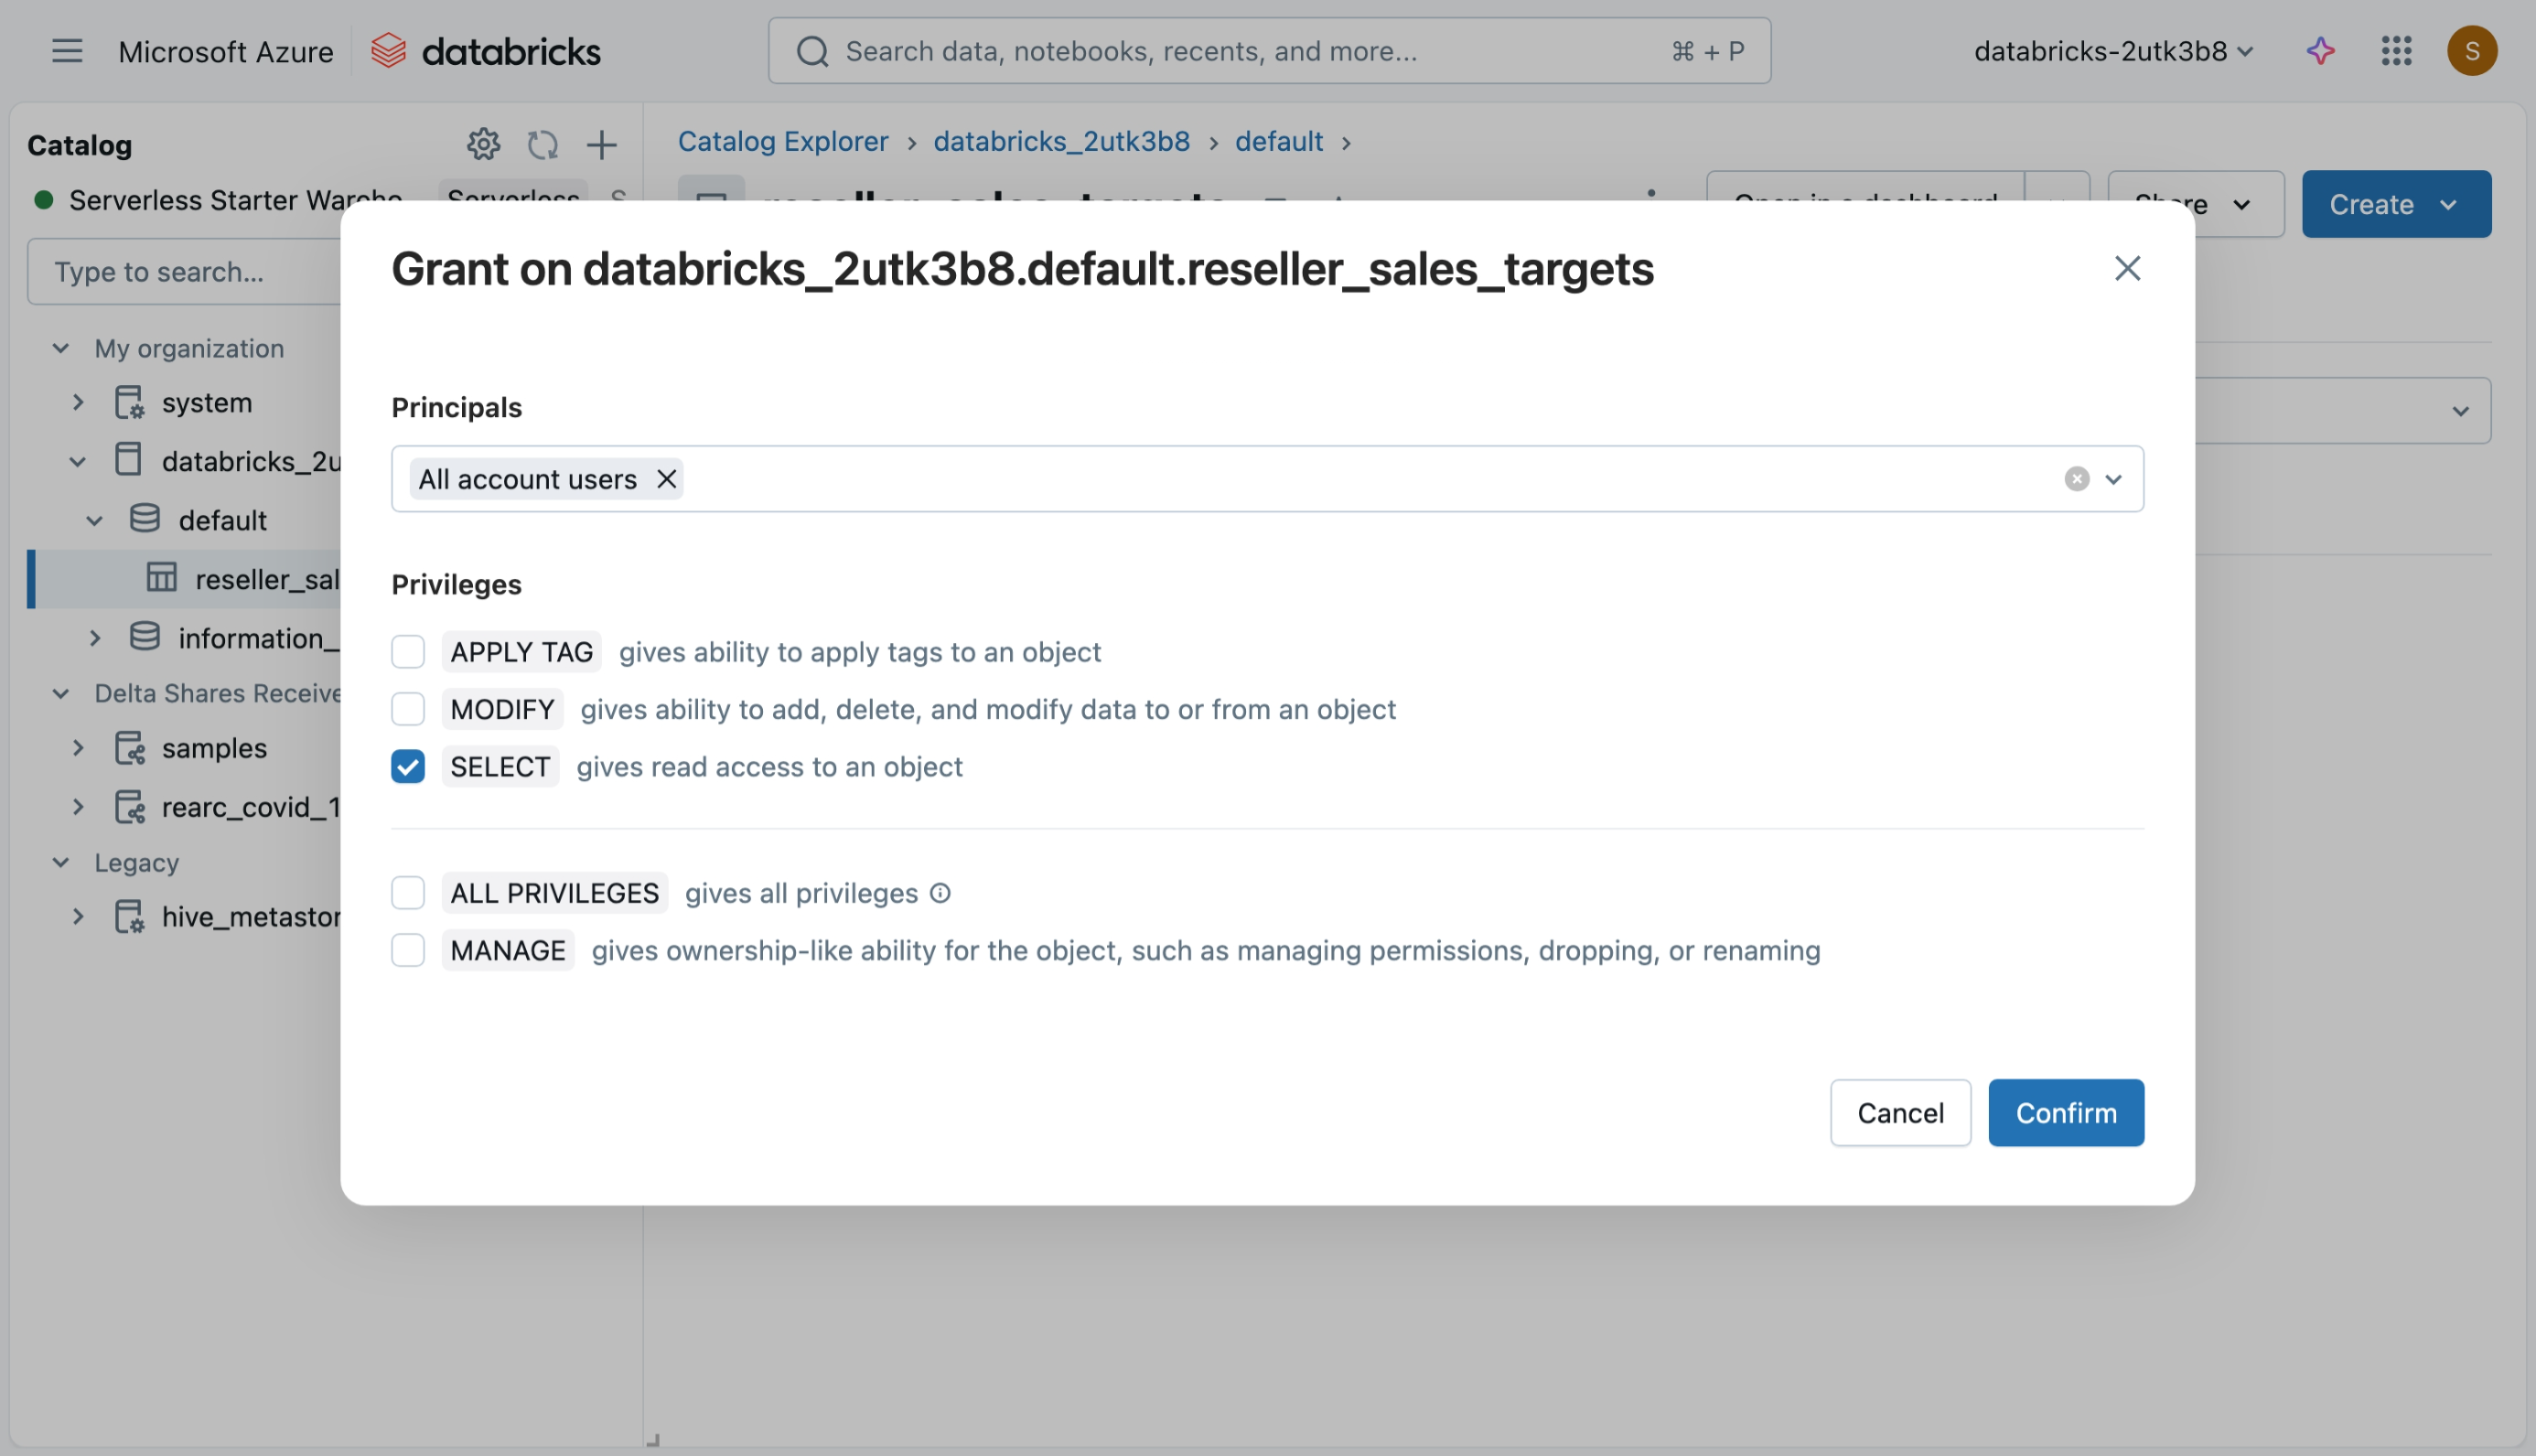 Microsoft Azure databricks
Search data, notebooks, recents, and more... ⌘ + P
databricks-2utk3b8
S
Catalog
Serverless Starter Wareho Serverless S
Type to search...
My organization
system
databricks_2u
default
reseller_sal
information_
Delta Shares Receive
samples
rearc_covid_1
Legacy
hive_metastor
Catalog Explorer > databricks_2utk3b8 > default >
reseller_sales_targets
Open in a dashboard
Share
Create
Grant on databricks_2utk3b8.default.reseller_sales_targets
Principals
All account users
Privileges
APPLY TAG gives ability to apply tags to an object
MODIFY gives ability to add, delete, and modify data to or from an object
SELECT gives read access to an object
ALL PRIVILEGES gives all privileges
MANAGE gives ownership-like ability for the object, such as managing permissions, dropping, or renaming
Cancel
Confirm